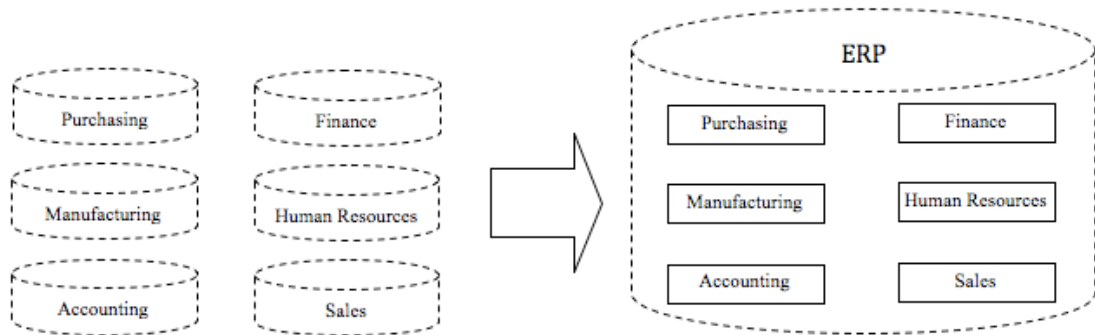 Purchasing
Finance
Manufacturing
Human Resources
Accounting
Sales
ERP
Purchasing
Finance
Manufacturing
Human Resources
Accounting
Sales